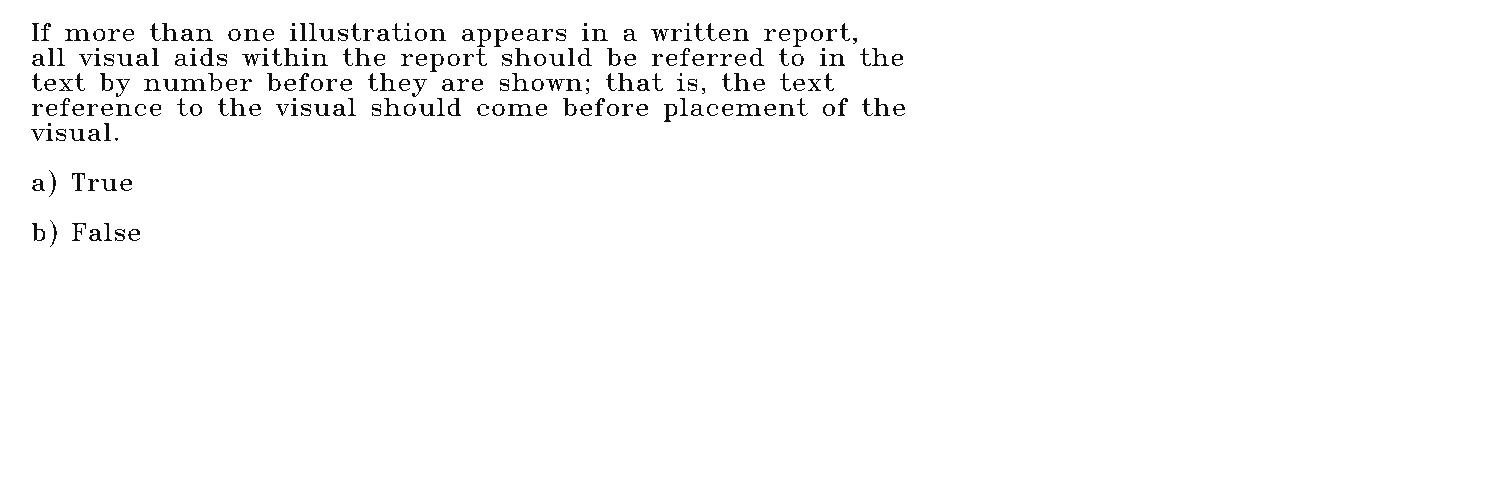 If more than one illustration appears in a written report,
all visual aids within the report should be referred to in the
text by number before they are shown; that is, the text
reference to the visual should come before placement of the
visual.
a) True
b) False